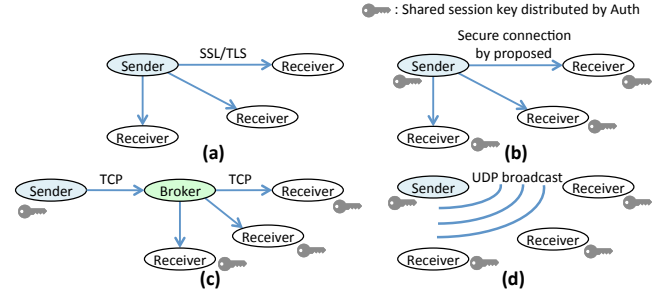 : Shared session key distributed by Auth
Sender
SSL/TLS
Receiver
Receiver
Receiver
(a)
Sender
Secure connection
by proposed
Receiver
Receiver
Receiver
(b)
Sender
TCP
Broker
TCP
Receiver
Receiver
Receiver
(c)
Sender
UDP broadcast
Receiver
Receiver
Receiver
(d)